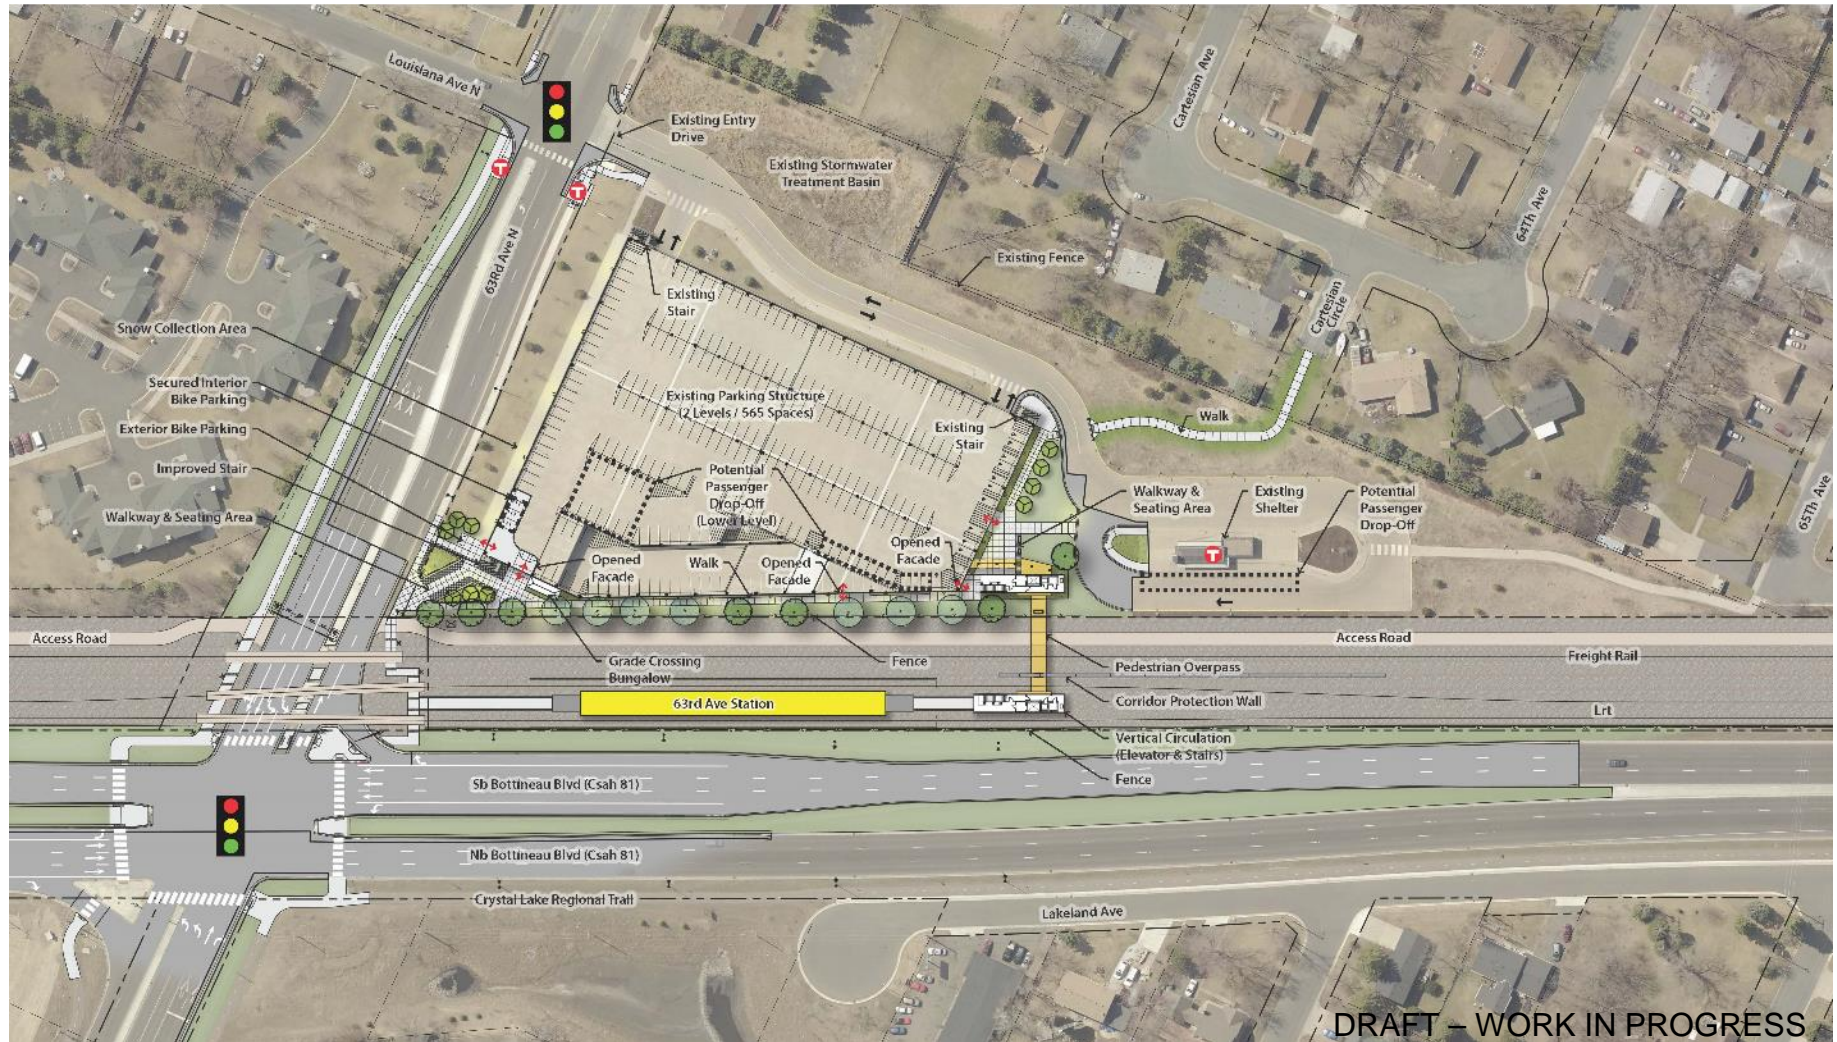 Louisiana Ave N
Existing Entry
Drive
Existing Stormwater
Treatment Basin
Cartesian Ave
64Th Ave
T
T
63Rd Ave N
Existing Fence
Existing
Stair
Cartesian
Circle
Snow Collection Area
Secured Interior
Bike Parking
Exterior Bike Parking
Improved Stair
Walkway & Seating Area
Existing Parking Structure
(2 Levels / 565 Spaces)
Existing
Stair
Walk
Potential
Passenger
Drop-Off
(Lower Level)
Walkway &
Seating Area
Existing
Shelter
Potential
Passenger
Drop-Off
65Th Ave
Opened
Facade
Walk
Opened
Facade
Opened
Facade
T
Access Road
Access Road
Grade Crossing
Bungalow
Fence
Pedestrian Overpass
Freight Rail
63rd Ave Station
Corridor Protection Wall
Lrt
Vertical Circulation
(Elevator & Stairs)
Fence
Sb Bottineau Blvd (Csah 81)
Nb Bottineau Blvd (Csah 81)
Crystal Lake Regional Trail
Lakeland Ave
DRAFT – WORK IN PROGRESS